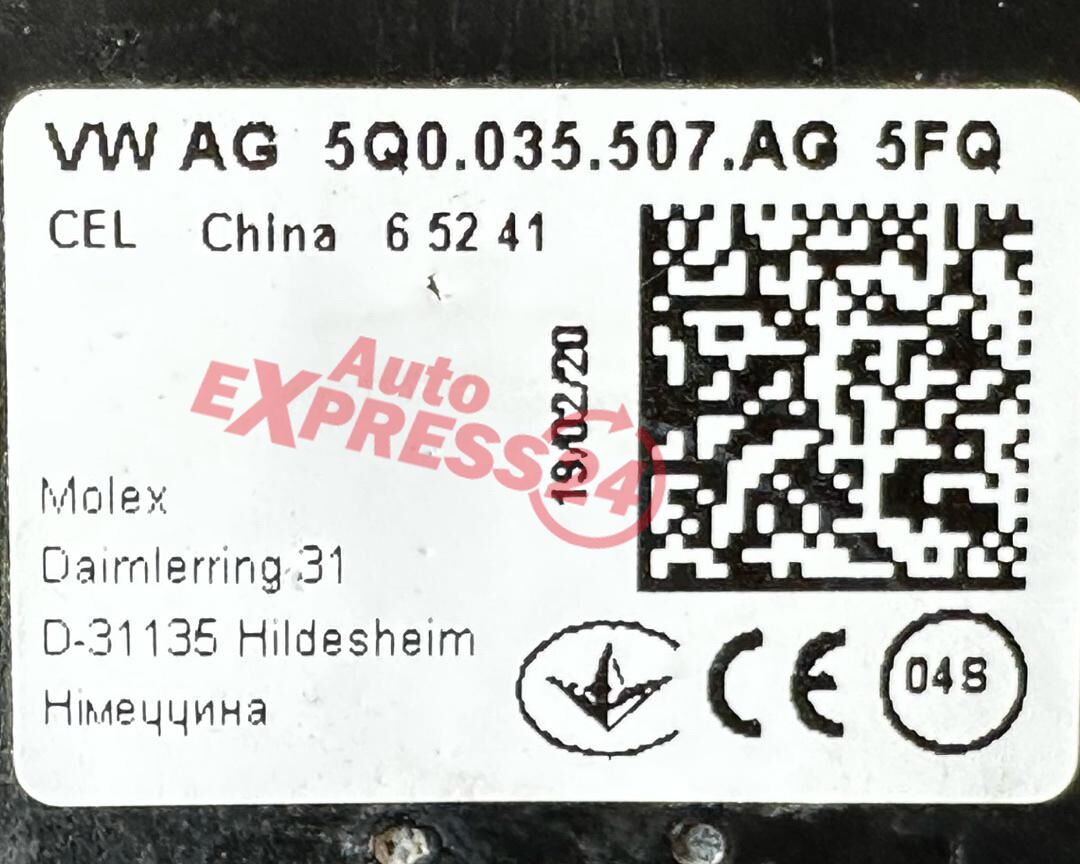 VW AG 5Q0.035.507.AG 5FQ
CEL China 6 52 41
19/02/20
Auto
EXPRESS24
Molex
Daimlerring 31
D-31135 Hildesheim
Німеччина
CE
048